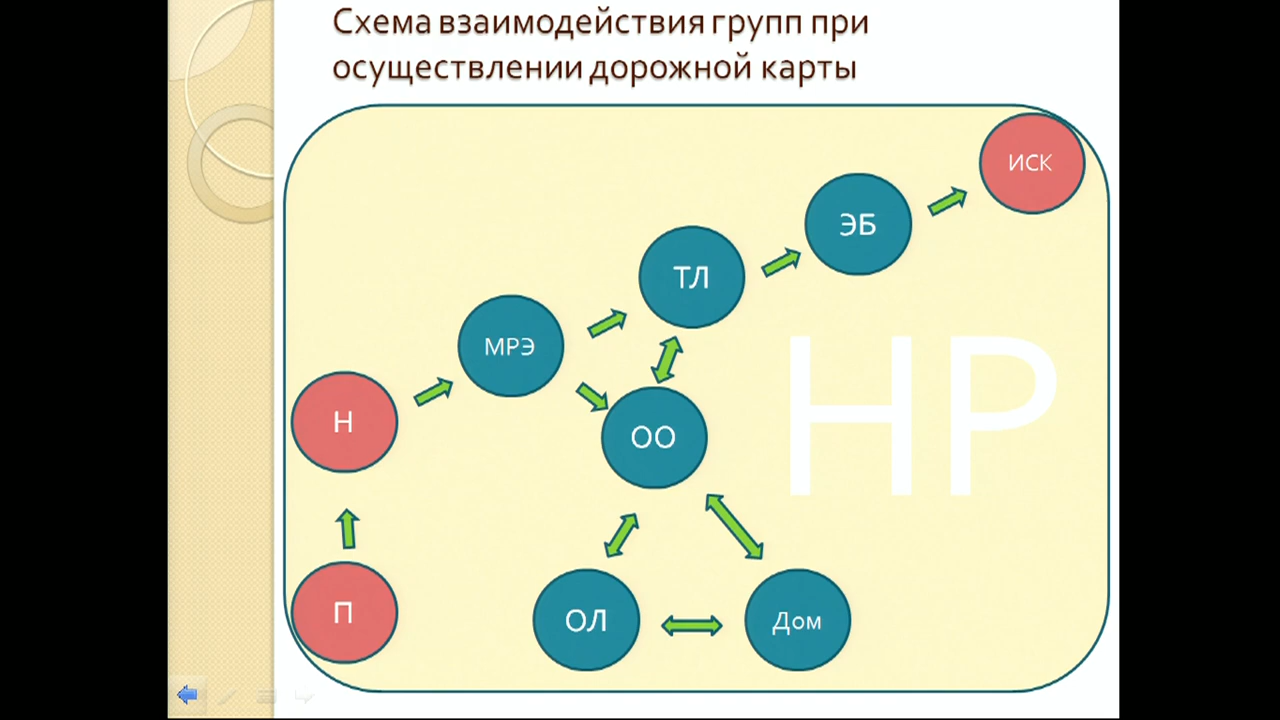 Схема взаимодействия групп при
осуществлении дорожной карты
ИСК
ЭБ
ТЛ
МРЭ
НР
Н
ОО
П
ОЛ
Дом